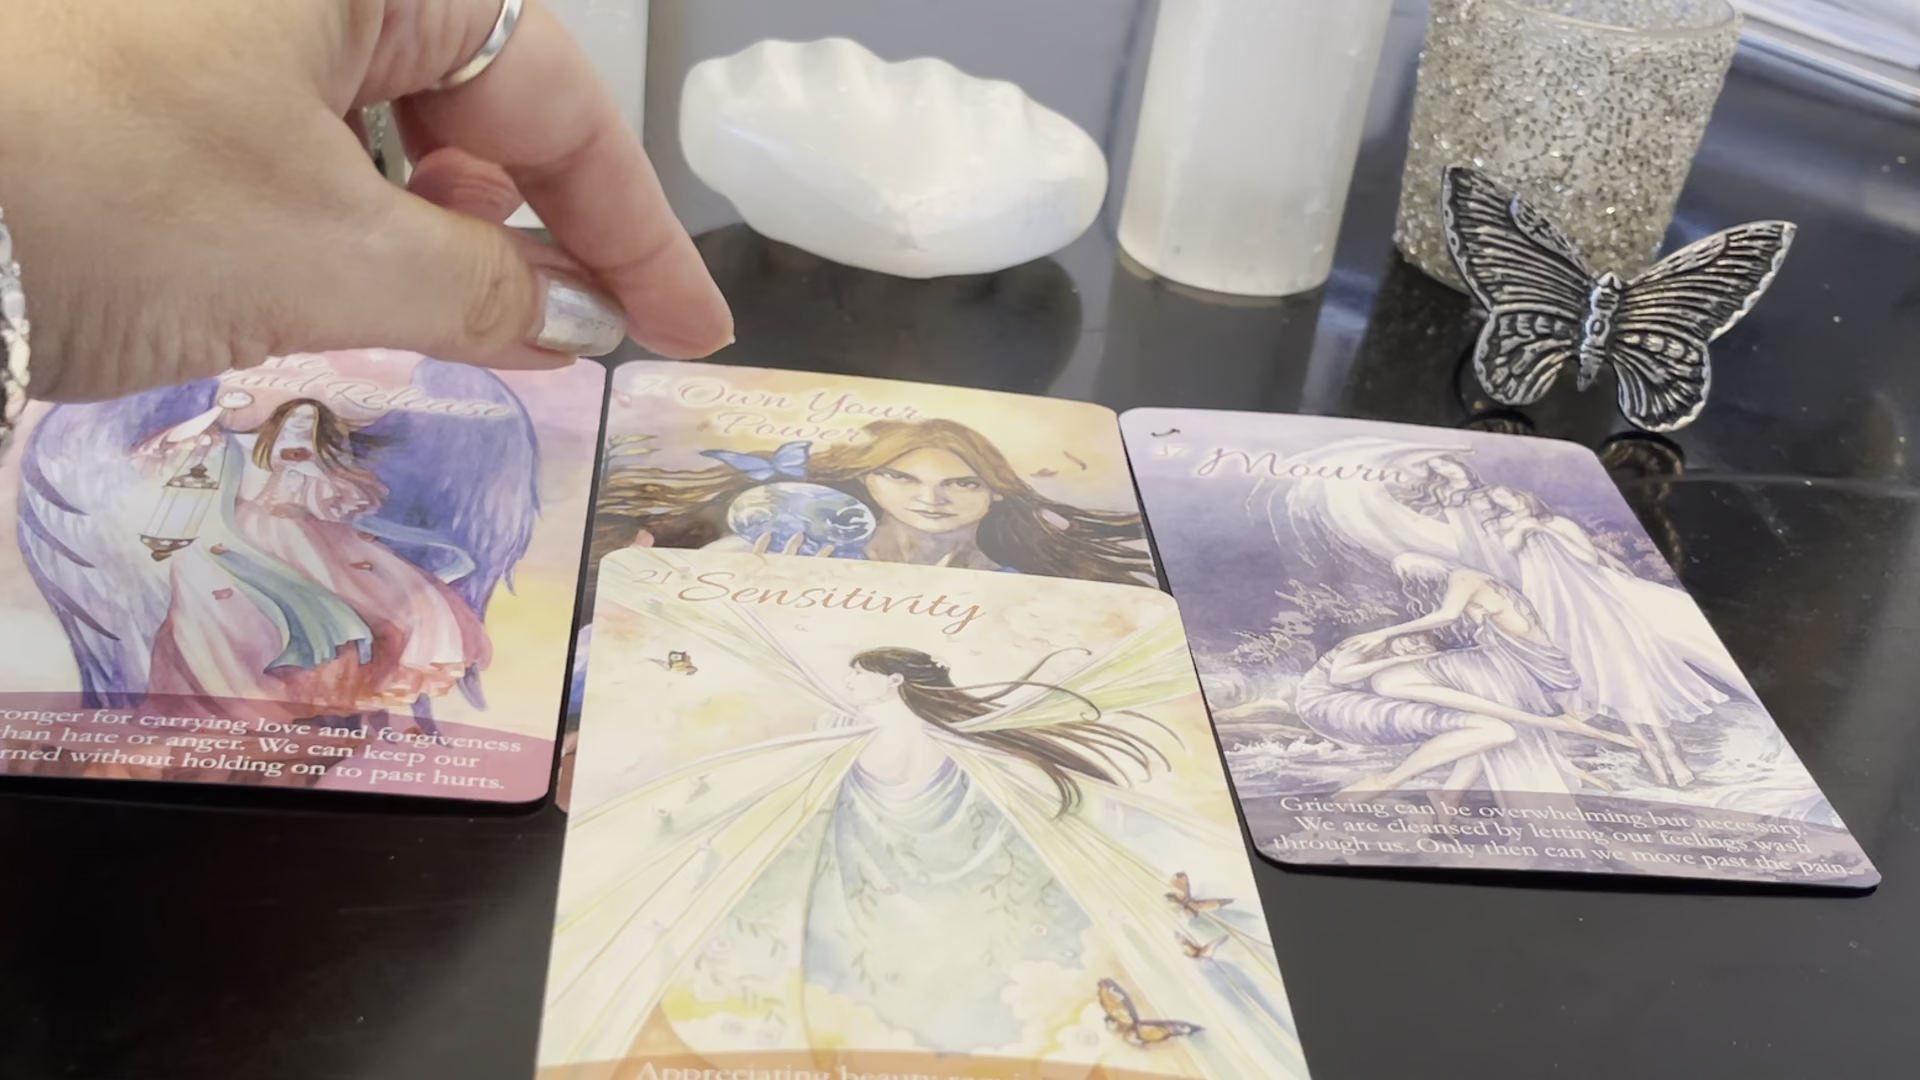 and Release
ronger for carrying love and forgiveness
than hate or anger. We can keep our
rned without holding on to past hurts.
Own Your
Power
21 Sensitivity
Appreciating beauty
37 Mourn
Grieving can be overwhelming but necessary.
We are cleansed by letting our feelings wash
through us. Only then can we move past the pain.